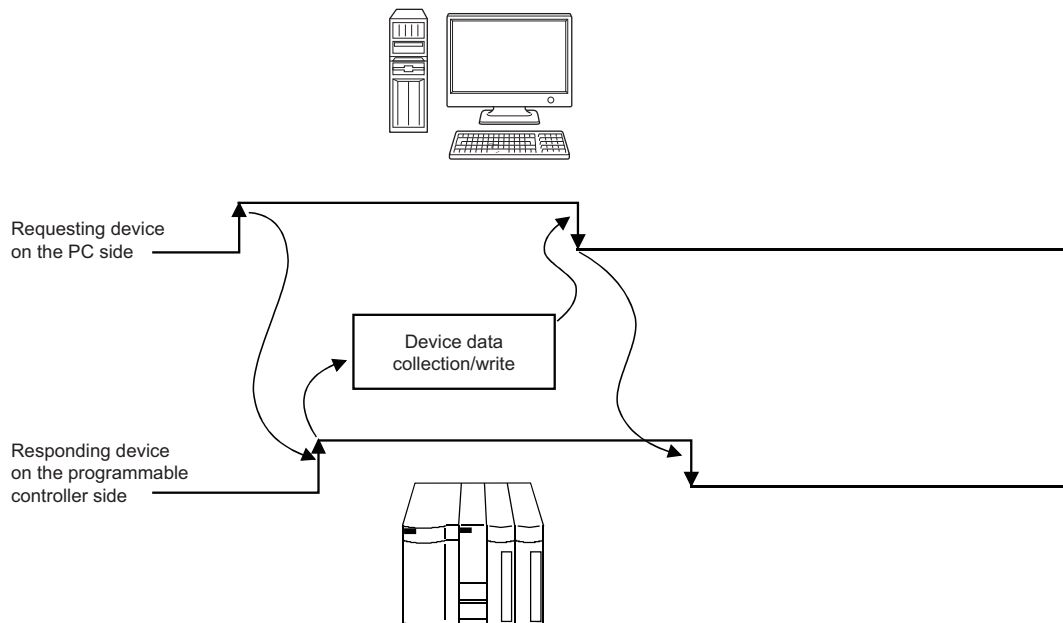 Requesting device
on the PC side
Device data
collection/write
Responding device
on the programmable
controller side